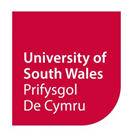 University of
South Wales
Prifysgol
De Cymru